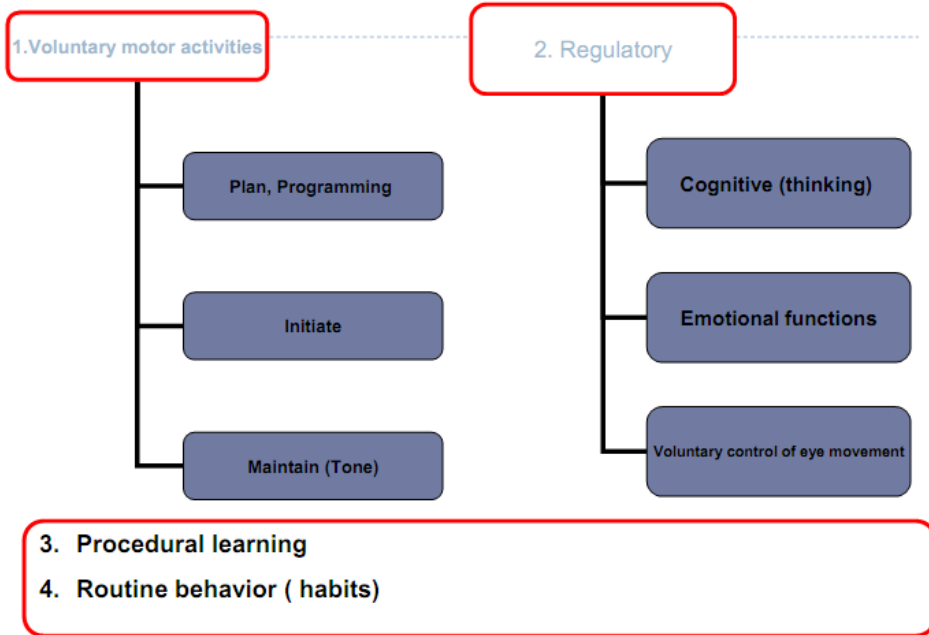 1.Voluntary motor activities
2. Regulatory
Plan, Programming
Initiate
Maintain (Tone)
Cognitive (thinking)
Emotional functions
Voluntary control of eye movement
3. Procedural learning
4. Routine behavior ( habits)